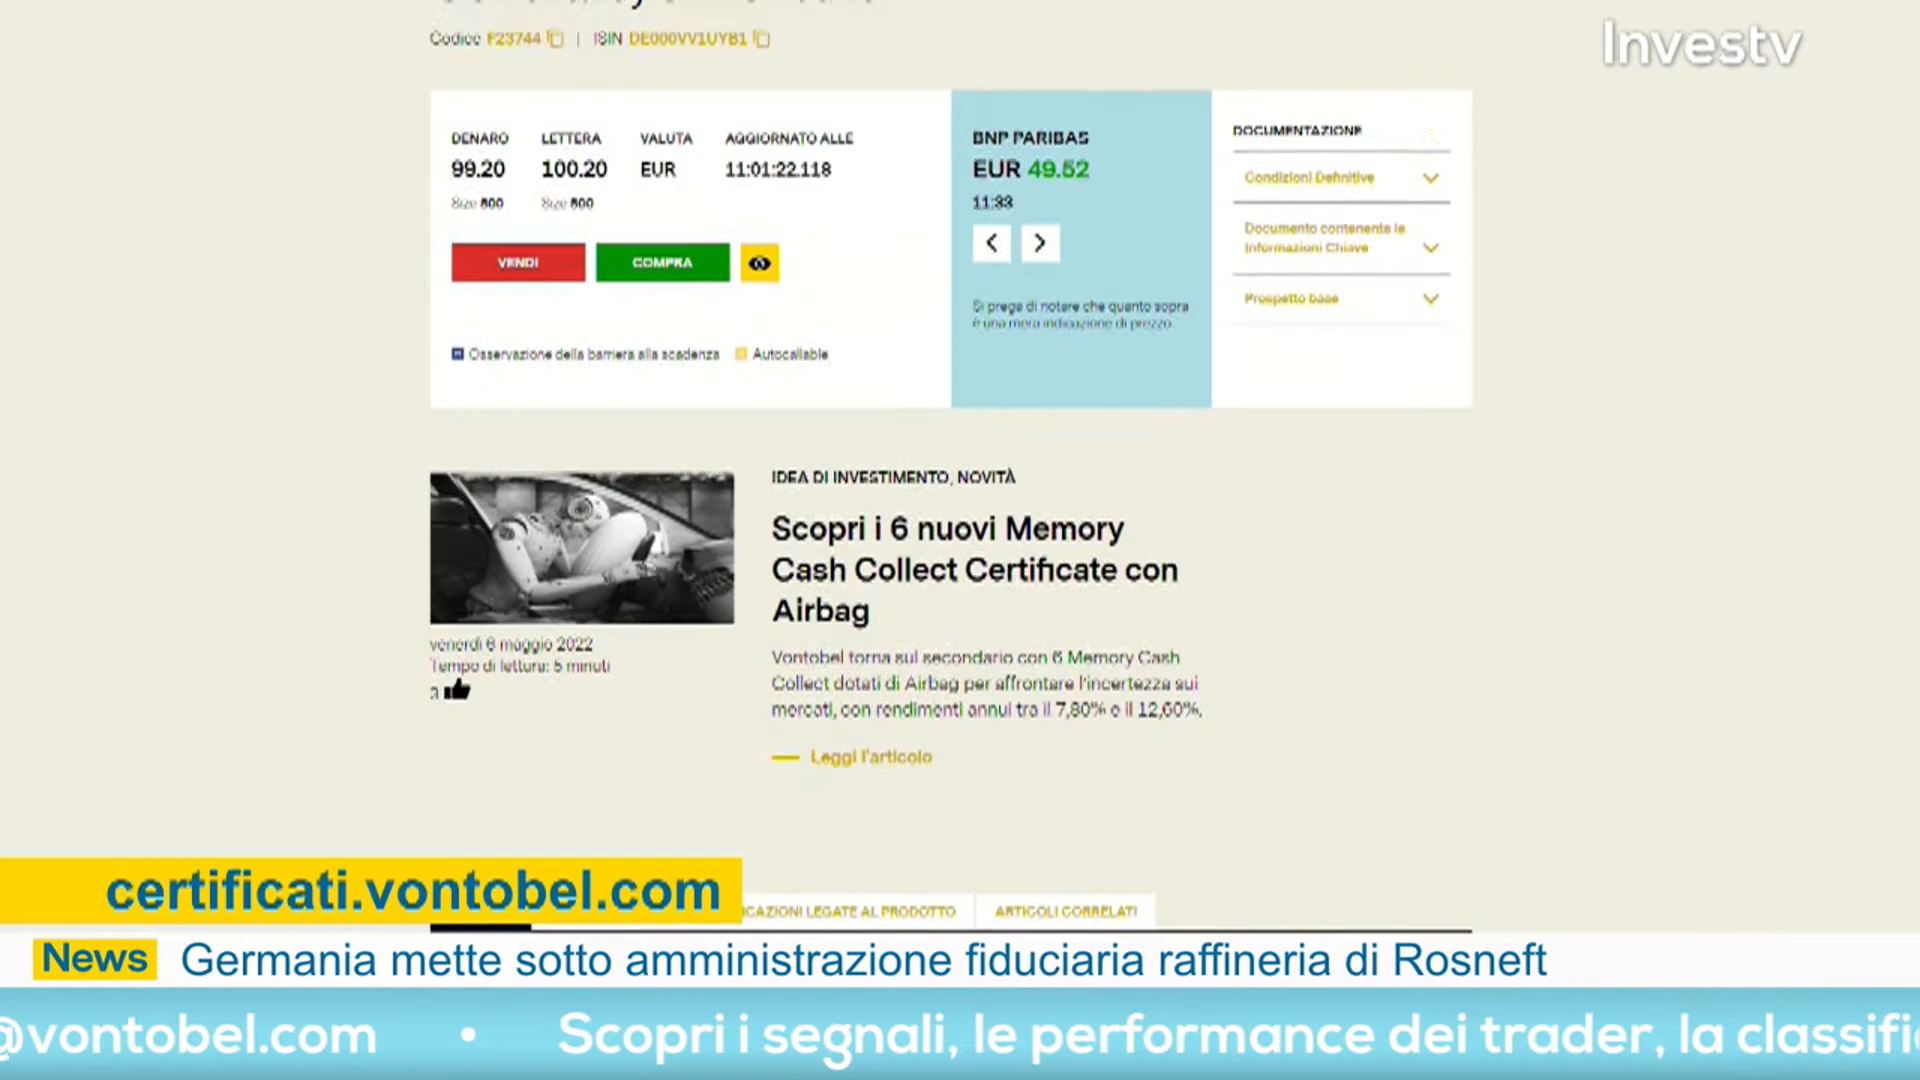 Codice F23744 | ISIN DE000VV1UYB1
Investv
DENARO LETTERA VALUTA AGGIORNATO ALLE
99.20 100.20 EUR 11:01:22.118
Size 800 Size 800
VENDI COMPRA
Osservazione della barriera alla scadenza Autocallable
BNP PARIBAS
EUR 49.52
11:33
Si prega di notare che quanto sopra
è una mera indicazione di prezzo
DOCUMENTAZIONE
Condizioni Definitive
Documento contenente le
Informazioni Chiave
Prospetto base
venerdì 6 maggio 2022
Tempo di lettura: 5 minuti
IDEA DI INVESTIMENTO, NOVITÀ
Scopri i 6 nuovi Memory
Cash Collect Certificate con
Airbag
Vontobel torna sul secondario con 6 Memory Cash
Collect dotati di Airbag per affrontare l'incertezza sui
mercati, con rendimenti annui tra il 7,80% e il 12,60%.
Leggi l'articolo
certificati.vontobel.com
ICAZIONI LEGATE AL PRODOTTO ARTICOLI CORRELATI
News Germania mette sotto amministrazione fiduciaria raffineria di Rosneft
@vontobel.com • Scopri i segnali, le performance dei trader, la classifi